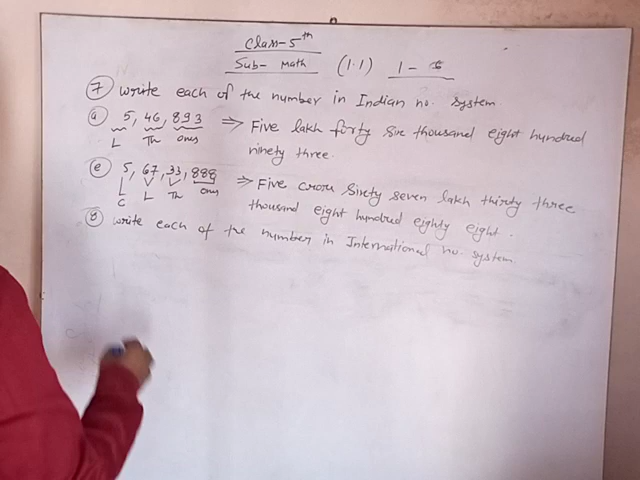 Class-5th
Sub- Math (1.1) 1-
7 Write each of the number in Indian no. system
a 5, 46, 893 ⇒ Five lakh forty six thousand eight hundred
L Th Ones ninety three.
e 5, 67, 33, 888 ⇒ Five crore sixty seven lakh thirty three
C L Th Ones thousand eight hundred eighty eight.
8 Write each of the number in International no. system